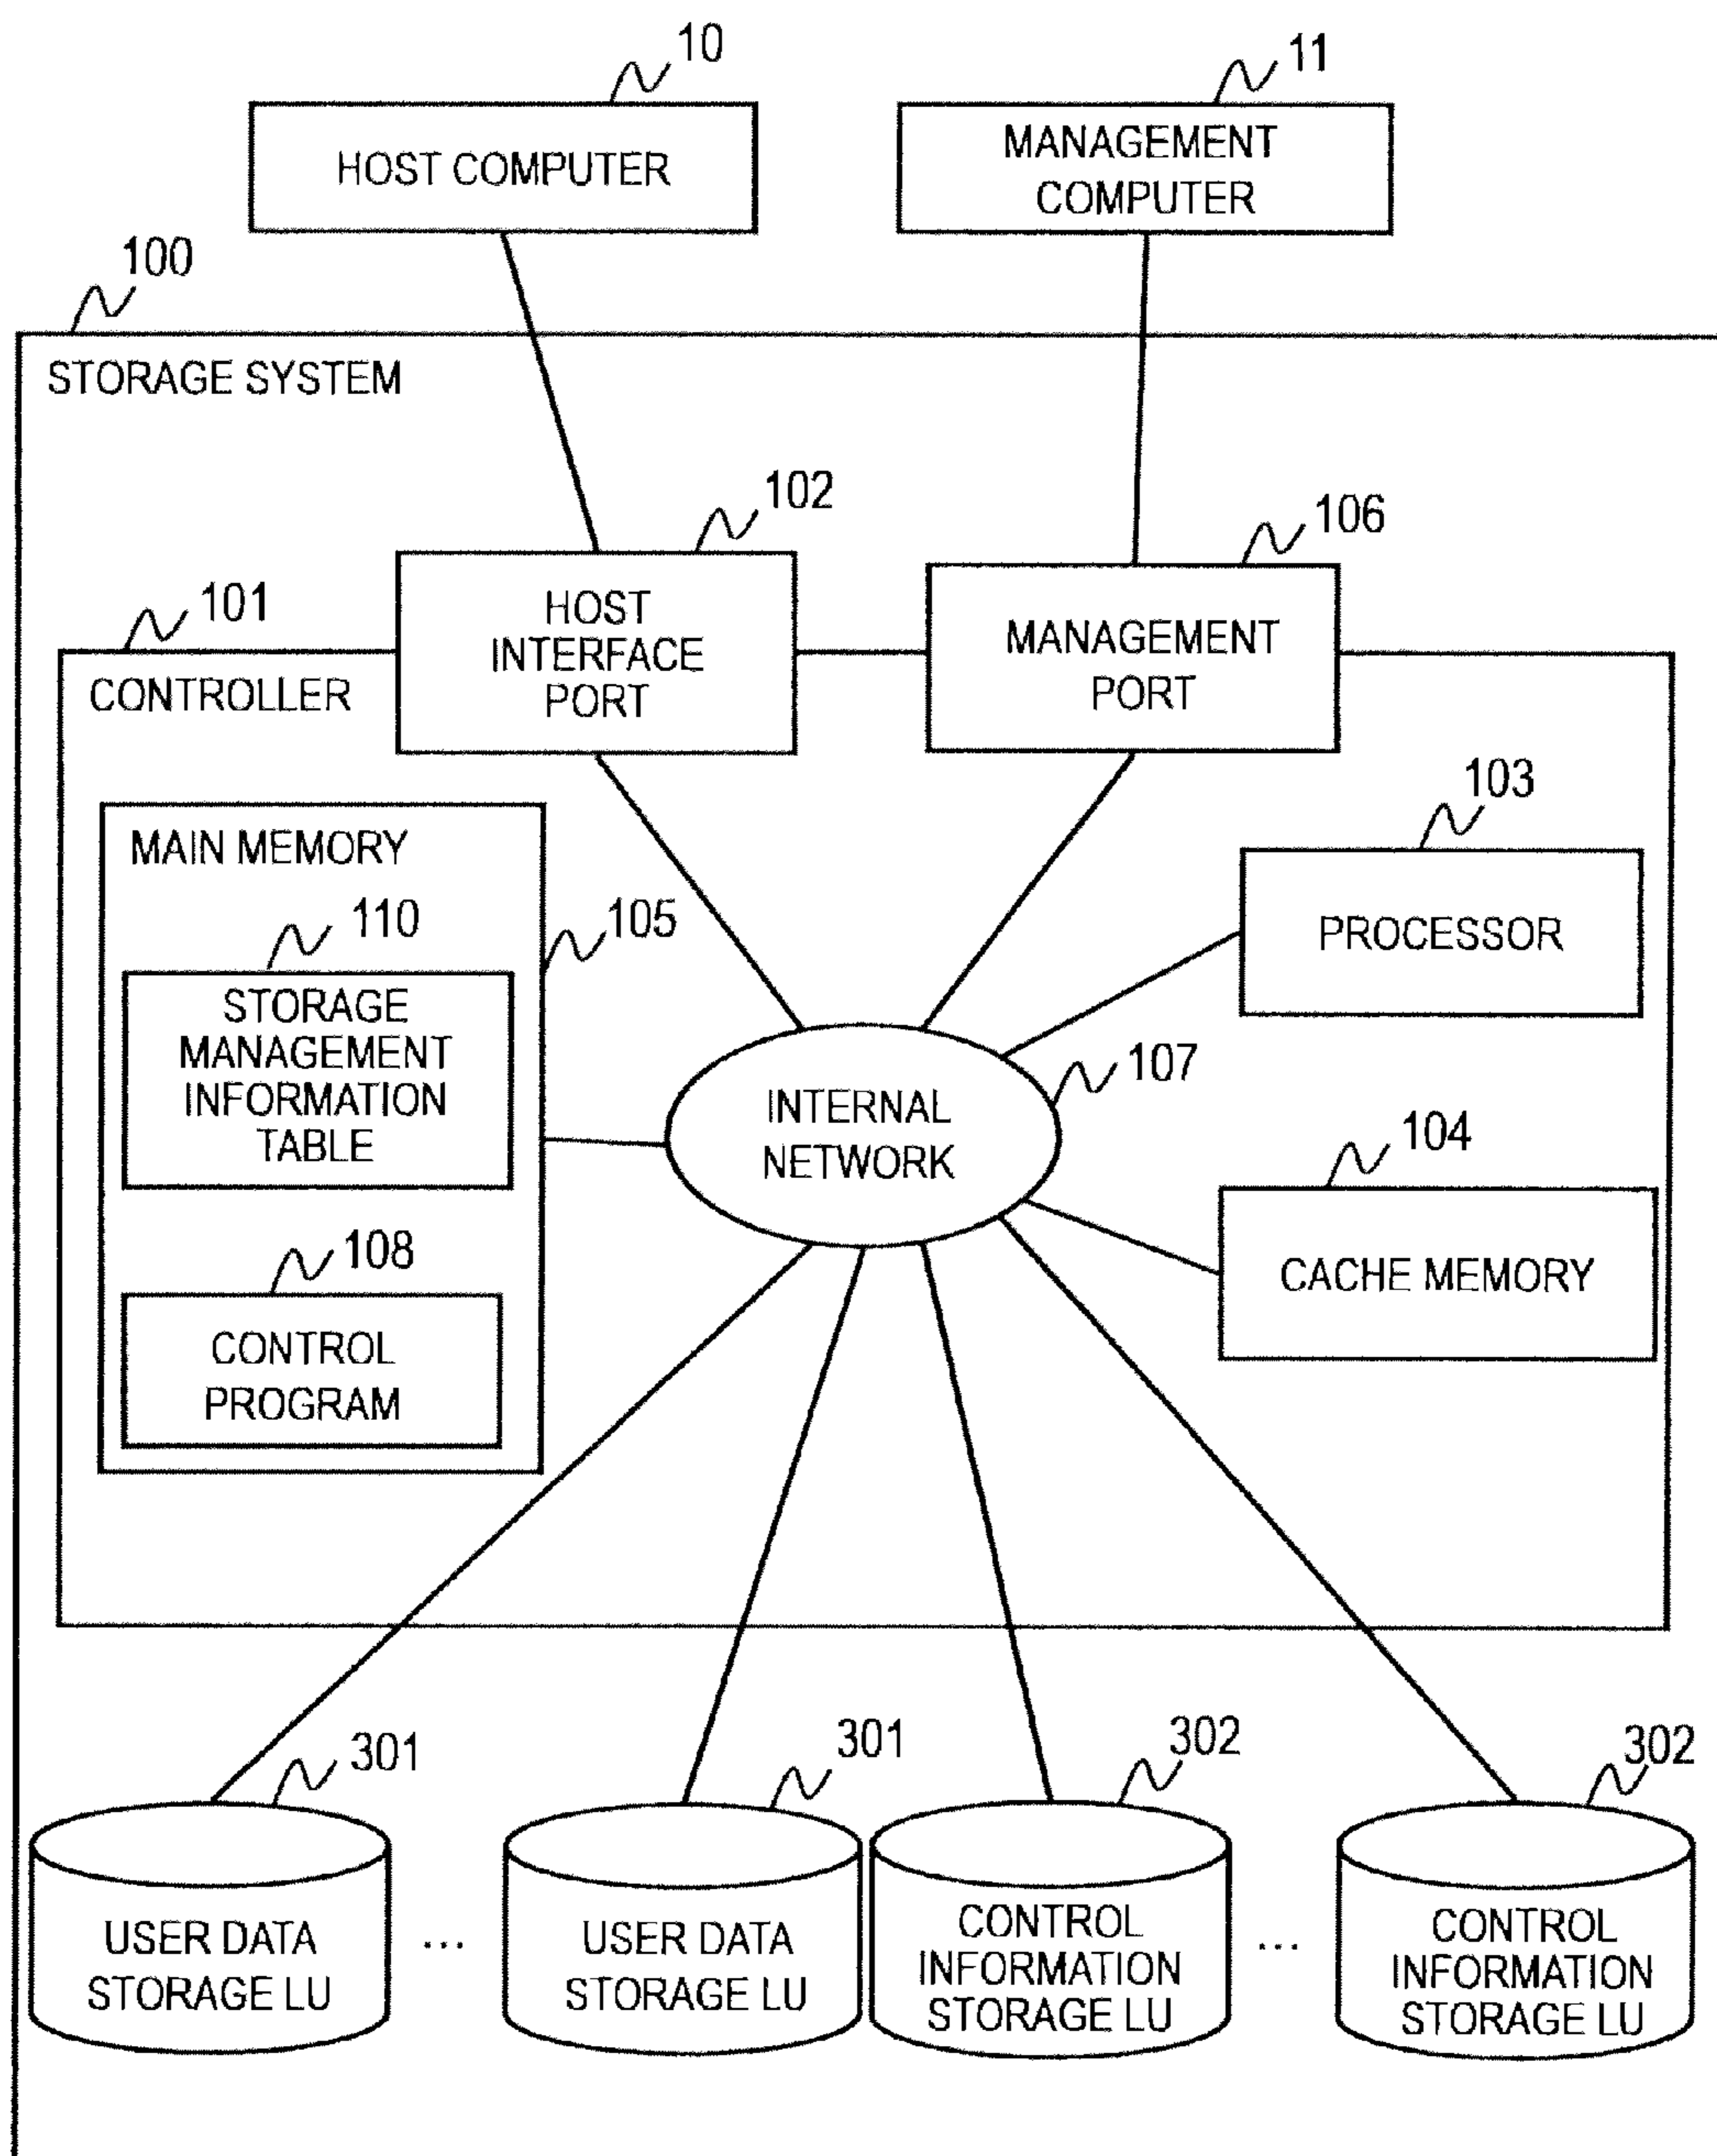 10
11
HOST COMPUTER
MANAGEMENT
COMPUTER
100
STORAGE SYSTEM
102
106
101
HOST
INTERFACE
PORT
MANAGEMENT
PORT
CONTROLLER
103
MAIN MEMORY
110
105
PROCESSOR
STORAGE
MANAGEMENT
INFORMATION
TABLE
107
INTERNAL
NETWORK
104
108
CACHE MEMORY
CONTROL
PROGRAM
301
301
302
302
USER DATA
STORAGE LU
...
USER DATA
STORAGE LU
CONTROL
INFORMATION
STORAGE LU
...
CONTROL
INFORMATION
STORAGE LU